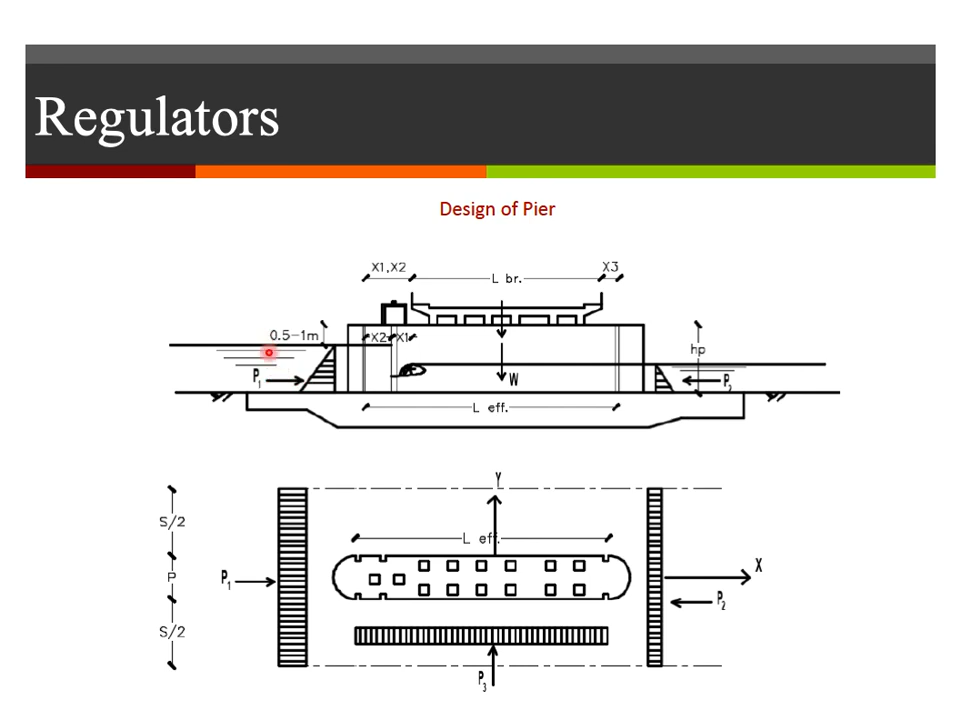 Regulators
Design of Pier
X1,X2
L br.
X3
0.5-1m
X2
X1
hp
P1
W
P2
L eff.
Y
S/2
L eff.
P
P1
X
P2
S/2
P3